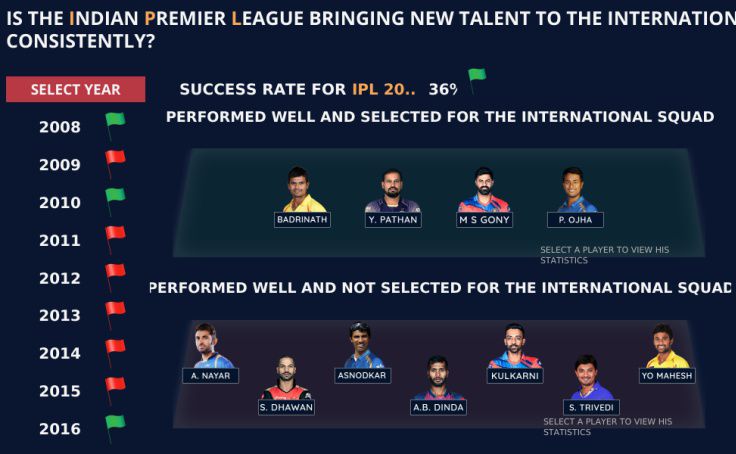 IS THE INDIAN PREMIER LEAGUE BRINGING NEW TALENT TO THE INTERNATION
CONSISTENTLY?
SELECT YEAR
SUCCESS RATE FOR IPL 20.. 36%
PERFORMED WELL AND SELECTED FOR THE INTERNATIONAL SQUAD
2008
2009
2010
2011
2012
2013
2014
2015
2016
BADRINATH
Y. PATHAN
M S GONY
P. OJHA
SELECT A PLAYER TO VIEW HIS
STATISTICS
PERFORMED WELL AND NOT SELECTED FOR THE INTERNATIONAL SQUAD
A. NAYAR
S. DHAWAN
ASNODKAR
A.B. DINDA
KULKARNI
S. TRIVEDI
YO MAHESH
SELECT A PLAYER TO VIEW HIS
STATISTICS